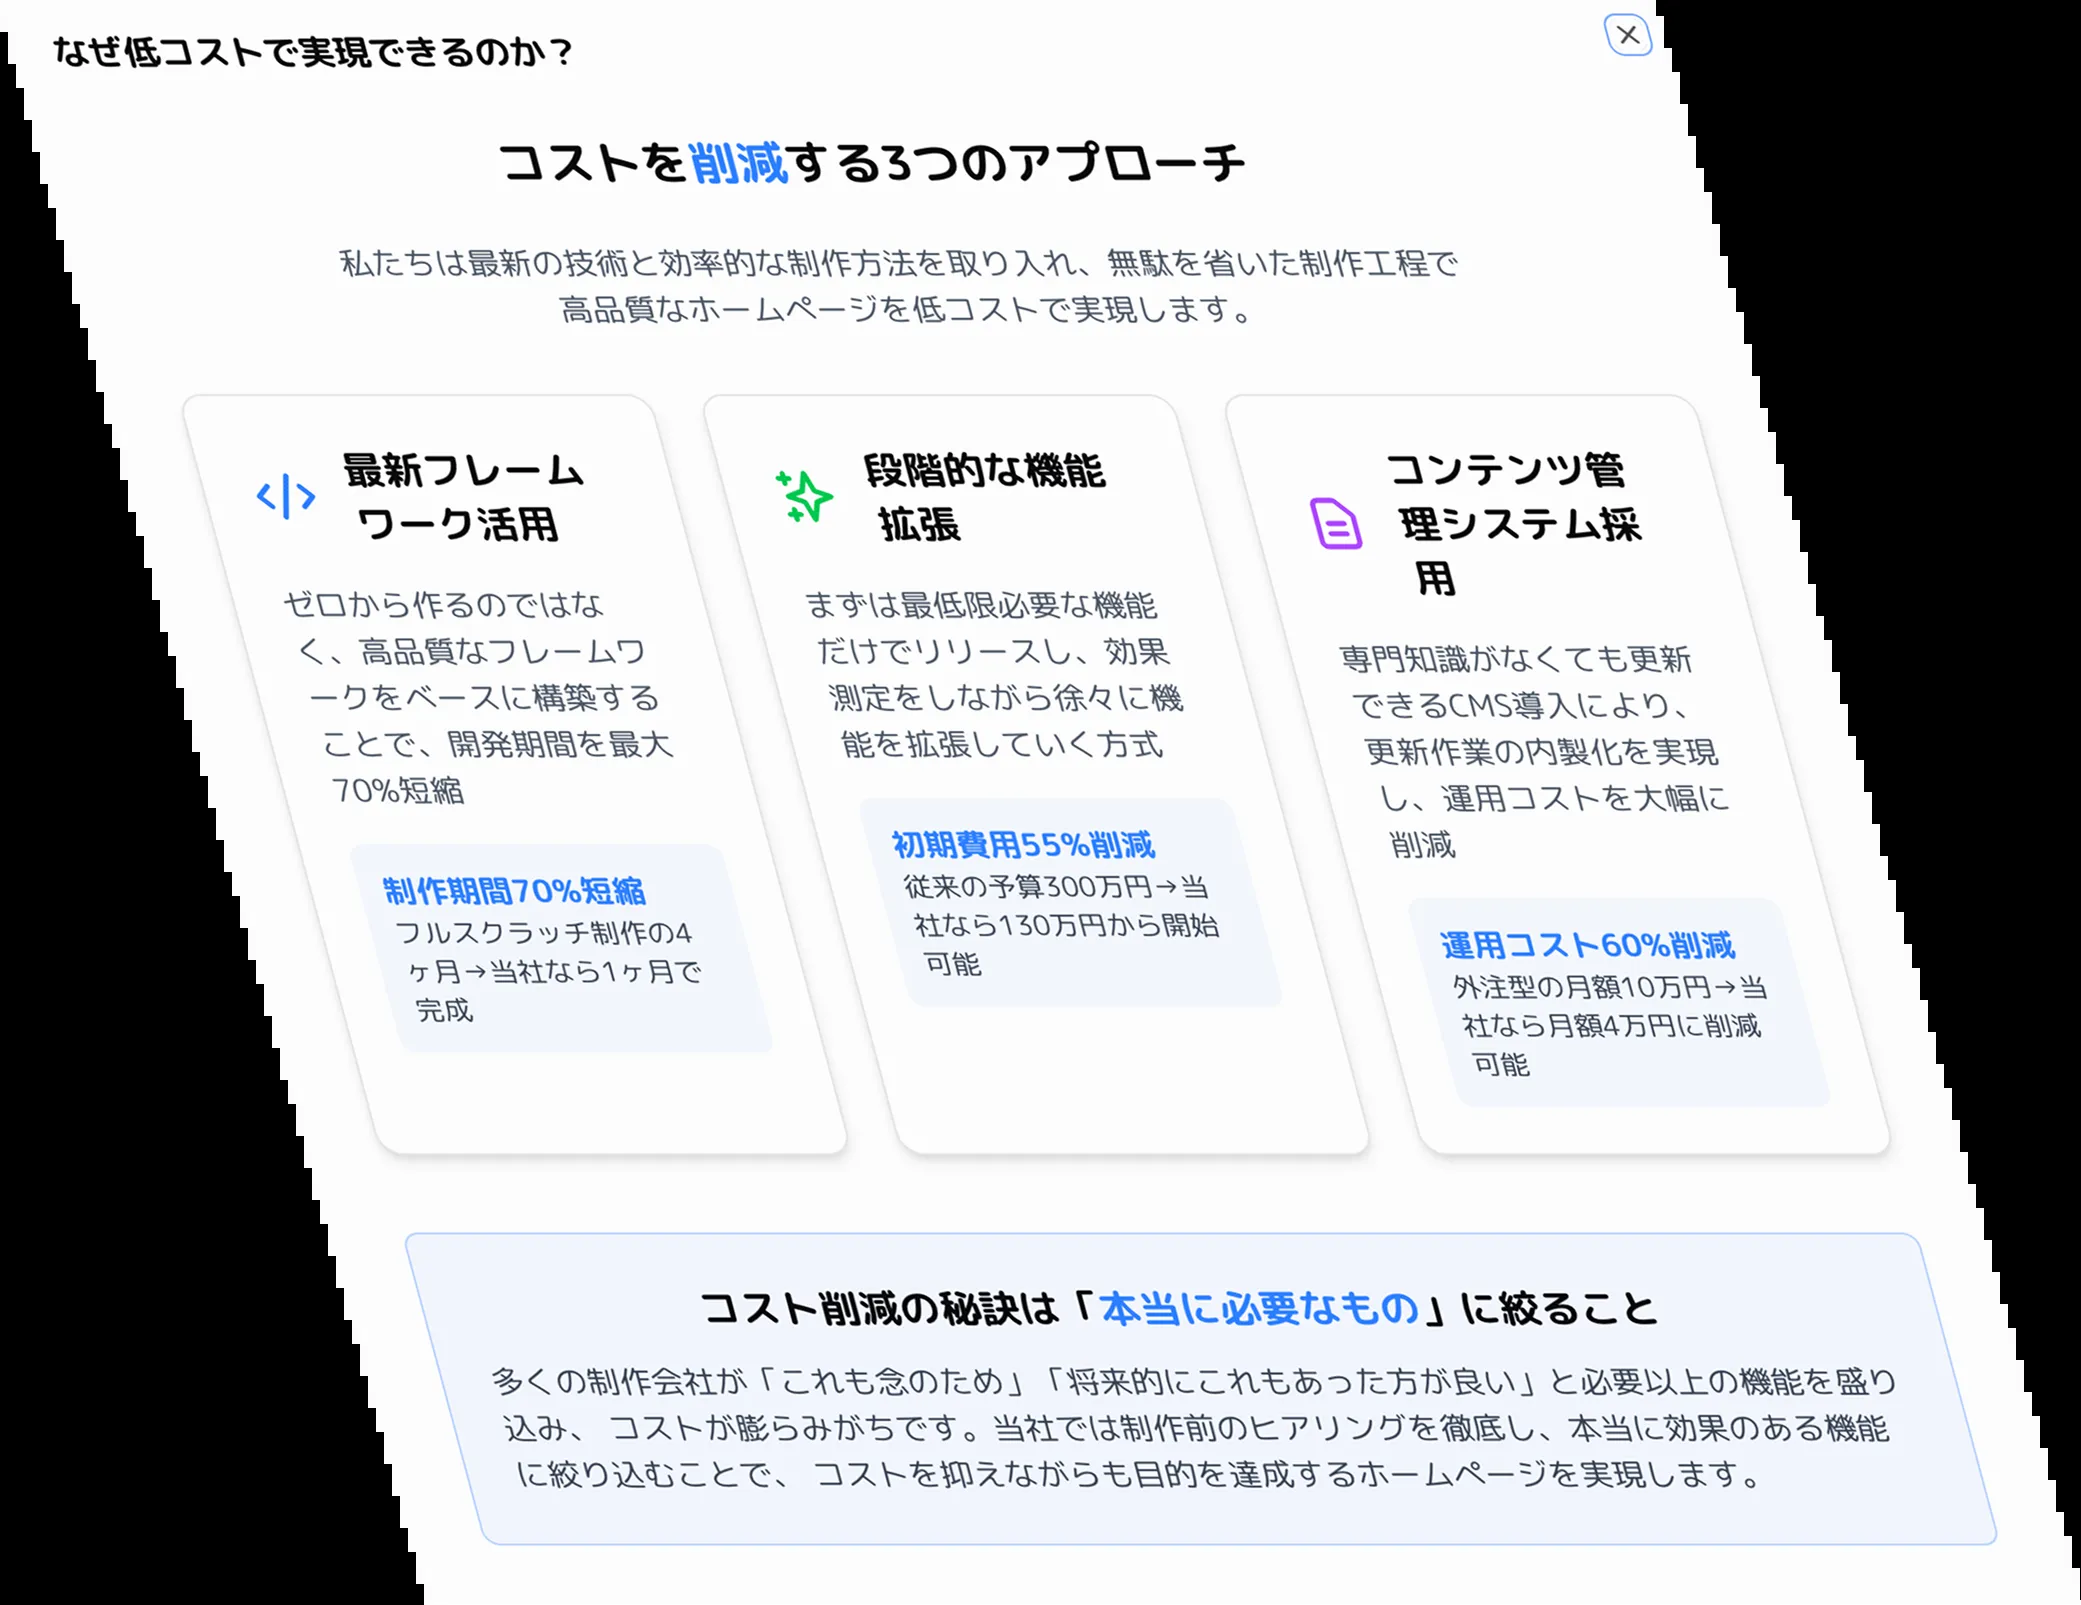 なぜ低コストで実現できるのか？
コストを削減する3つのアプローチ
私たちは最新の技術と効率的な制作方法を取り入れ、無駄を省いた制作工程で
高品質なホームページを低コストで実現します。
最新フレーム
ワーク活用
ゼロから作るのではな
く、高品質なフレームワ
ークをベースに構築する
ことで、開発期間を最大
70%短縮
制作期間70%短縮
フルスクラッチ制作の4
ヶ月→当社なら1ヶ月で
完成
段階的な機能
拡張
まずは最低限必要な機能
だけでリリースし、効果
測定をしながら徐々に機
能を拡張していく方式
初期費用55%削減
従来の予算300万円→当
社なら130万円から開始
可能
コンテンツ管
理システム採
用
専門知識がなくても更新
できるCMS導入により、
更新作業の内製化を実現
し、運用コストを大幅に
削減
運用コスト60%削減
外注型の月額10万円→当
社なら月額4万円に削減
可能
コスト削減の秘訣は「本当に必要なもの」に絞ること
多くの制作会社が「これも念のため」「将来的にこれもあった方が良い」と必要以上の機能を盛り
込み、 コストが膨らみがちです。当社では制作前のヒアリングを徹底し、本当に効果のある機能
に絞り込むことで、 コストを抑えながらも目的を達成するホームページを実現します。